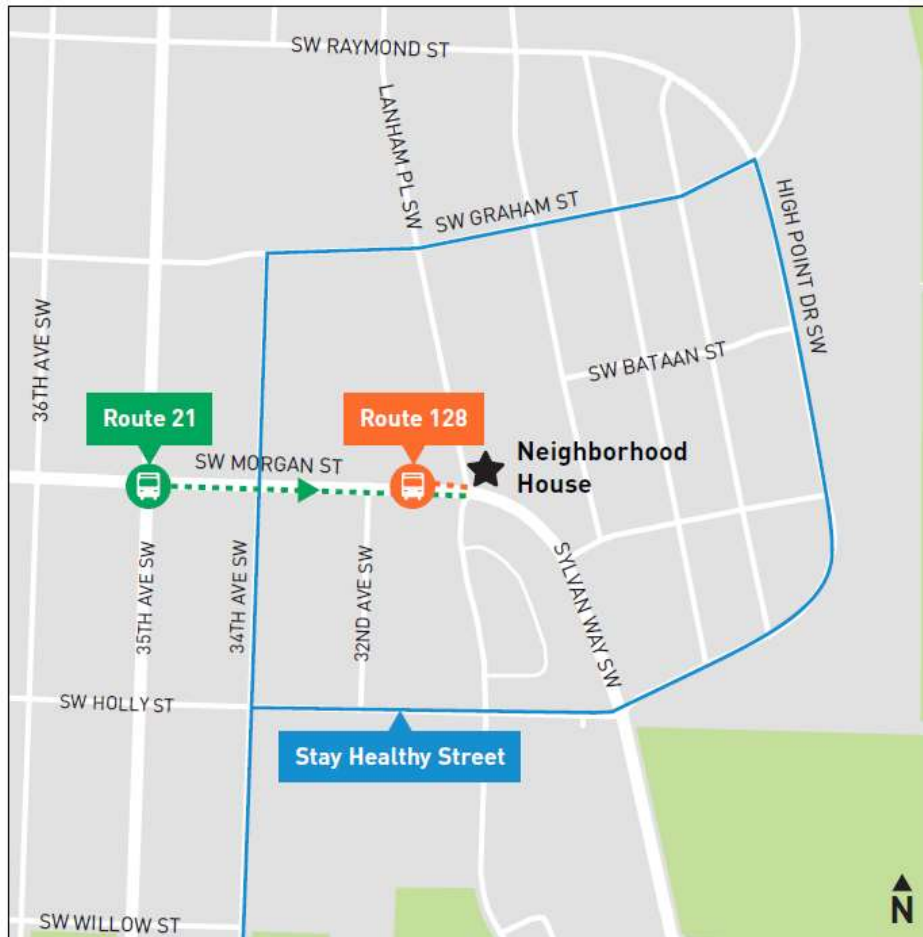 SW RAYMOND ST
LANHAM PL SW
SW GRAHAM ST
HIGH POINT DR SW
36TH AVE SW
SW BATAAN ST
Route 21
Route 128
SW MORGAN ST
Neighborhood
House
35TH AVE SW
34TH AVE SW
32ND AVE SW
SYLVAN WAY SW
SW HOLLY ST
Stay Healthy Street
SW WILLOW ST
N